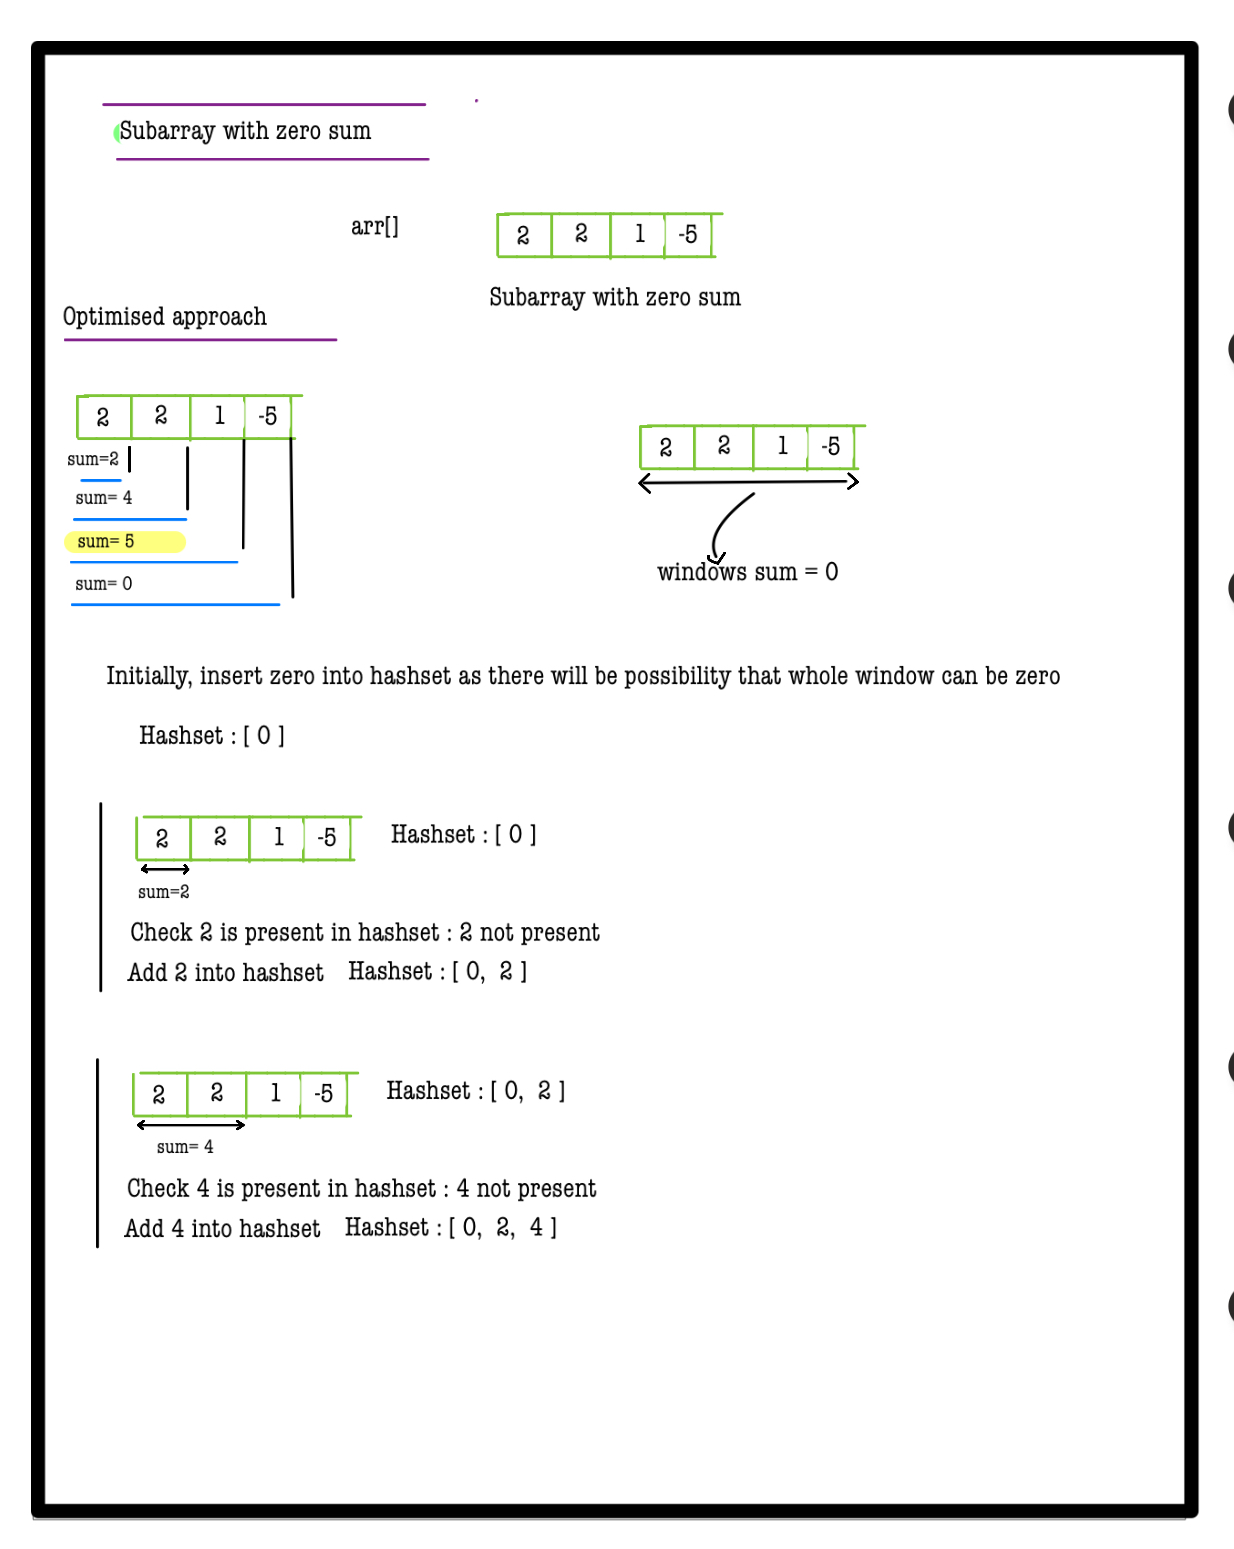 Subarray with zero sum
arr[] 2 2 1 -5
Subarray with zero sum
Optimised approach
2 2 1 -5
sum=2
sum= 4
sum= 5
sum= 0
2 2 1 -5
windows sum = 0
Initially, insert zero into hashset as there will be possibility that whole window can be zero
Hashset : [ 0 ]
2 2 1 -5 Hashset : [ 0 ]
sum=2
Check 2 is present in hashset : 2 not present
Add 2 into hashset Hashset : [ 0, 2 ]
2 2 1 -5 Hashset : [ 0, 2 ]
sum= 4
Check 4 is present in hashset : 4 not present
Add 4 into hashset Hashset : [ 0, 2, 4 ]